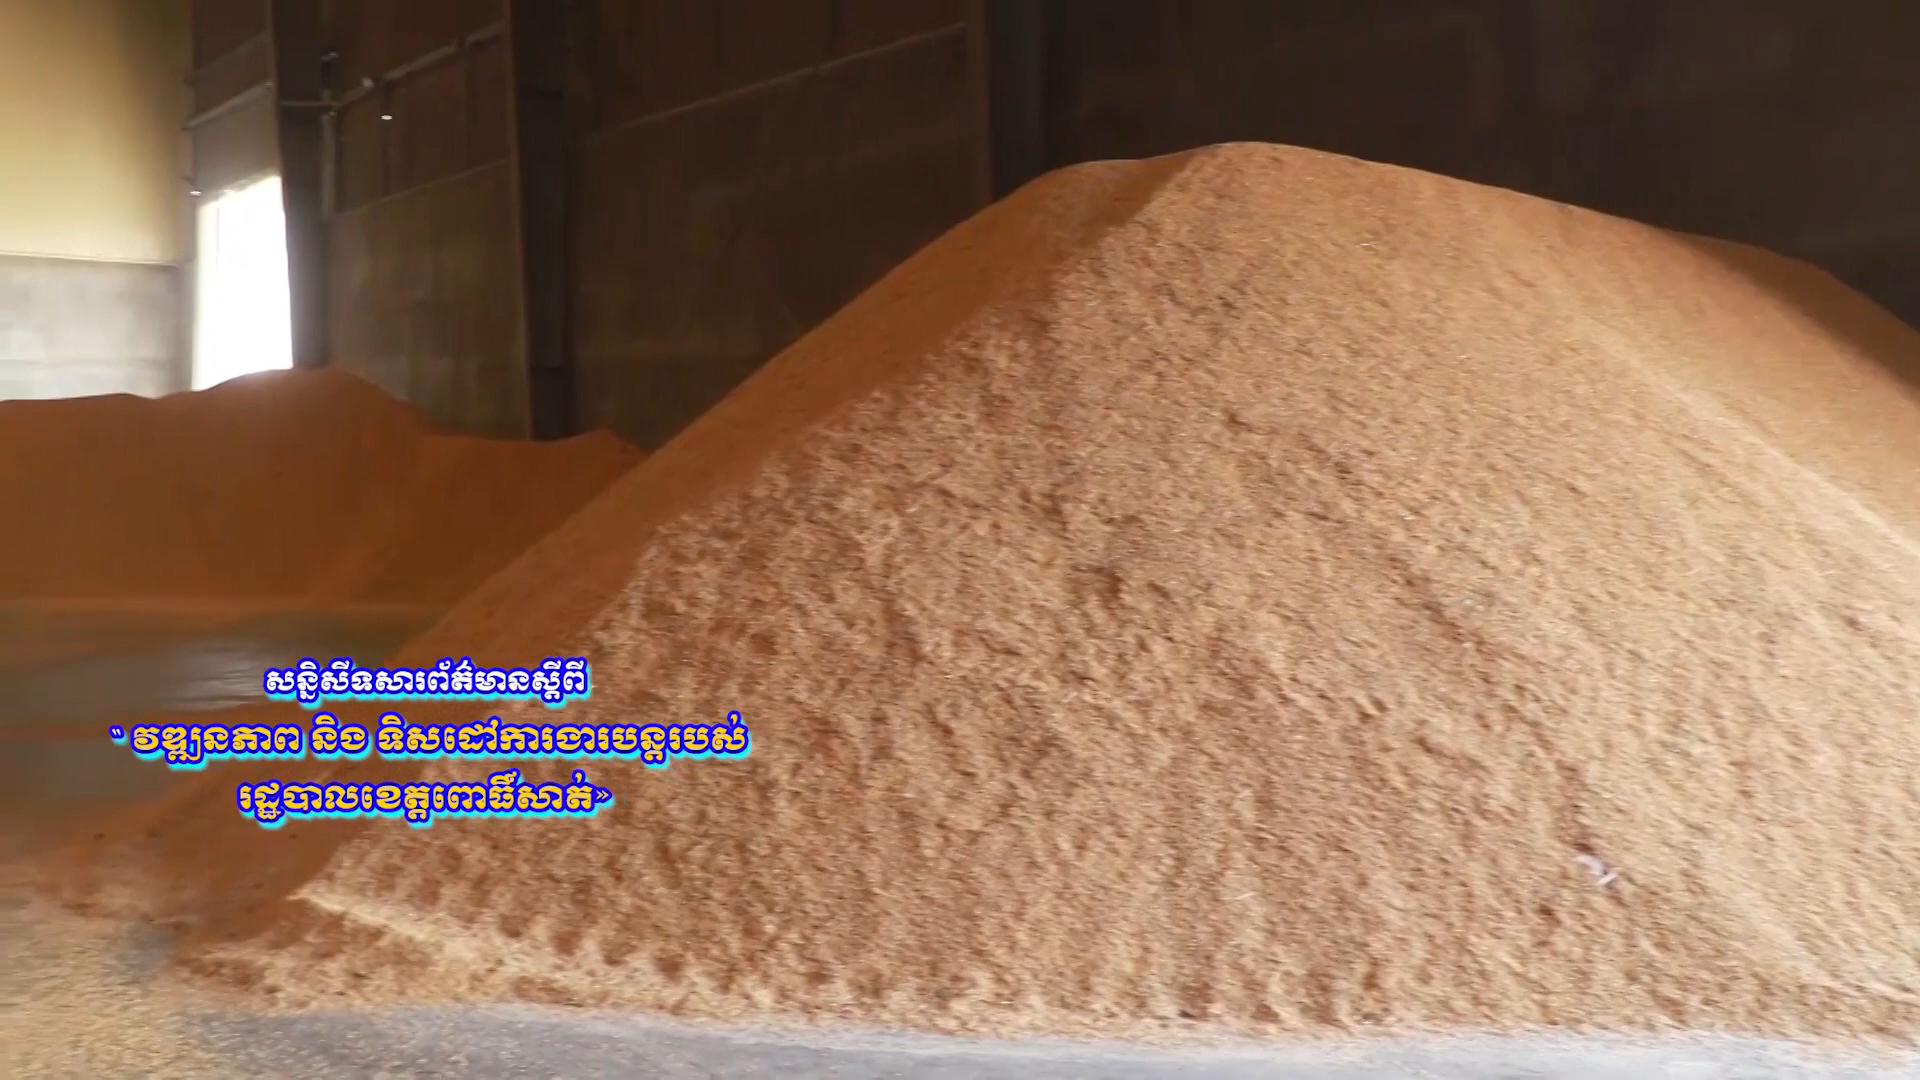 សន្និសីទសារព័ត៌មានស្តីពី
“ វឌ្ឍនភាព និង ទិសដៅការងារបន្តរបស់
រដ្ឋបាលខេត្តពោធិ៍សាត់»